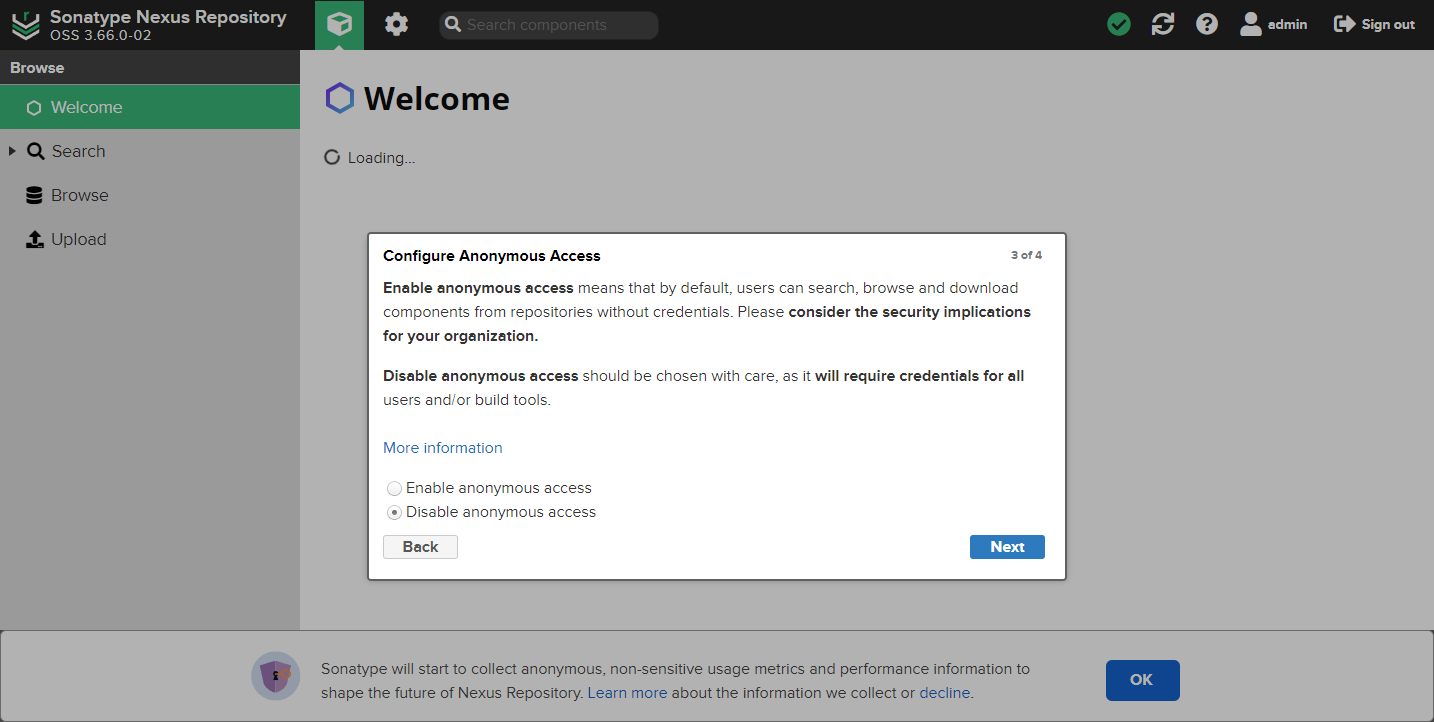 Sonatype Nexus Repository
OSS 3.66.0-02
Search components
admin
Sign out
Browse
Welcome
Search
Browse
Upload
Welcome
Loading...
Configure Anonymous Access
3 of 4
Enable anonymous access means that by default, users can search, browse and download
components from repositories without credentials. Please consider the security implications
for your organization.
Disable anonymous access should be chosen with care, as it will require credentials for all
users and/or build tools.
More information
Enable anonymous access
Disable anonymous access
Back
Next
Sonatype will start to collect anonymous, non-sensitive usage metrics and performance information to
shape the future of Nexus Repository. Learn more about the information we collect or decline.
OK